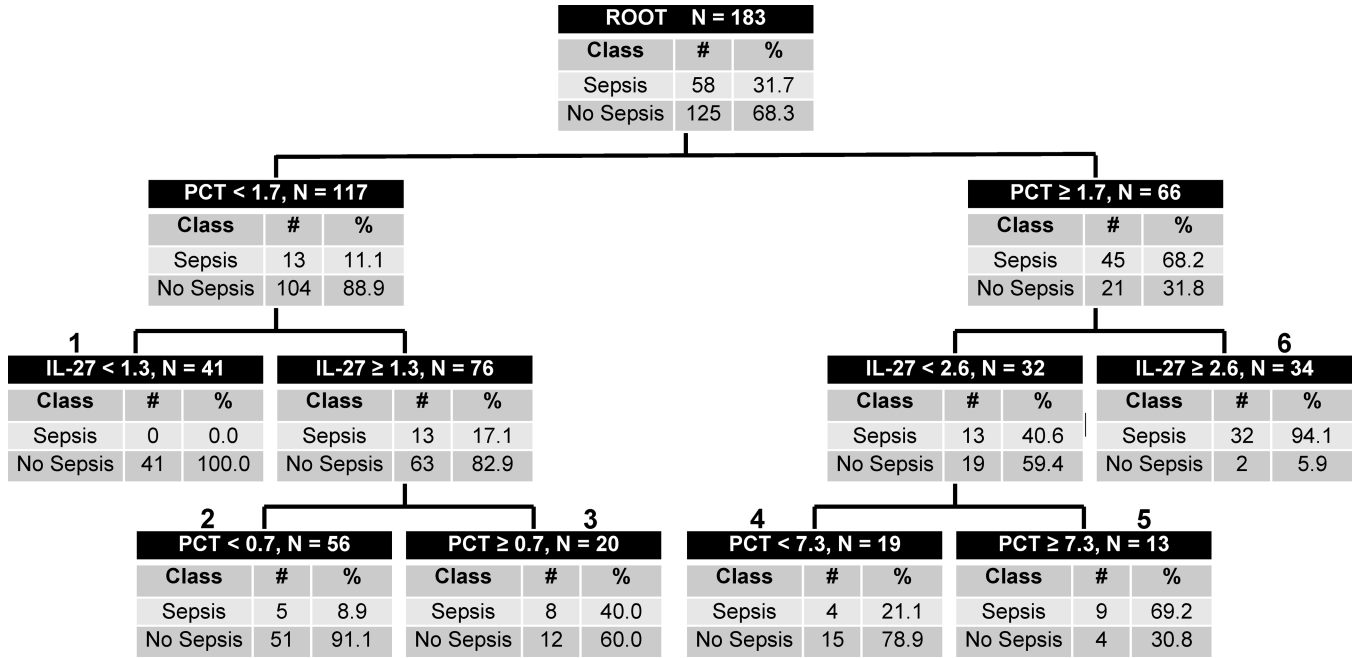 ROOT N = 183
Class # %
Sepsis 58 31.7
No Sepsis 125 68.3
PCT < 1.7, N = 117
Class # %
Sepsis 13 11.1
No Sepsis 104 88.9
PCT ≥ 1.7, N = 66
Class # %
Sepsis 45 68.2
No Sepsis 21 31.8
1
IL-27 < 1.3, N = 41
Class # %
Sepsis 0 0.0
No Sepsis 41 100.0
IL-27 ≥ 1.3, N = 76
Class # %
Sepsis 13 17.1
No Sepsis 63 82.9
IL-27 < 2.6, N = 32
Class # %
Sepsis 13 40.6
No Sepsis 19 59.4
6
IL-27 ≥ 2.6, N = 34
Class # %
Sepsis 32 94.1
No Sepsis 2 5.9
2
PCT < 0.7, N = 56
Class # %
Sepsis 5 8.9
No Sepsis 51 91.1
3
PCT ≥ 0.7, N = 20
Class # %
Sepsis 8 40.0
No Sepsis 12 60.0
4
PCT < 7.3, N = 19
Class # %
Sepsis 4 21.1
No Sepsis 15 78.9
5
PCT ≥ 7.3, N = 13
Class # %
Sepsis 9 69.2
No Sepsis 4 30.8